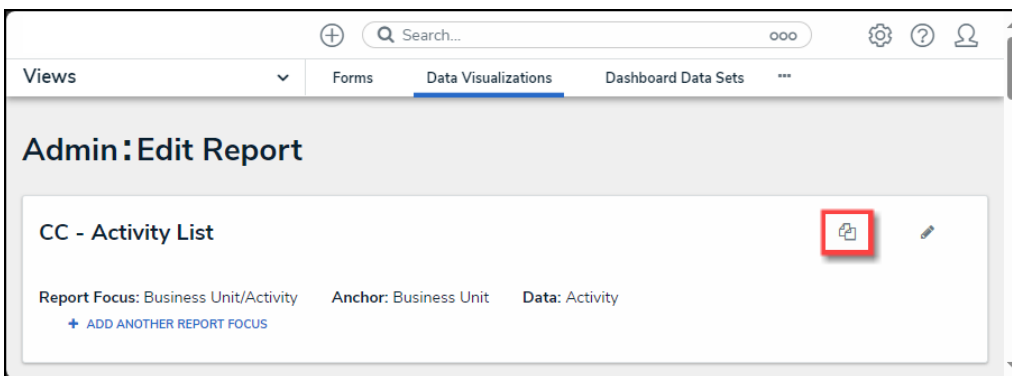 Search...
Views
Forms
Data Visualizations
Dashboard Data Sets
Admin:Edit Report
CC - Activity List
Report Focus: Business Unit/Activity Anchor: Business Unit Data: Activity
+ ADD ANOTHER REPORT FOCUS